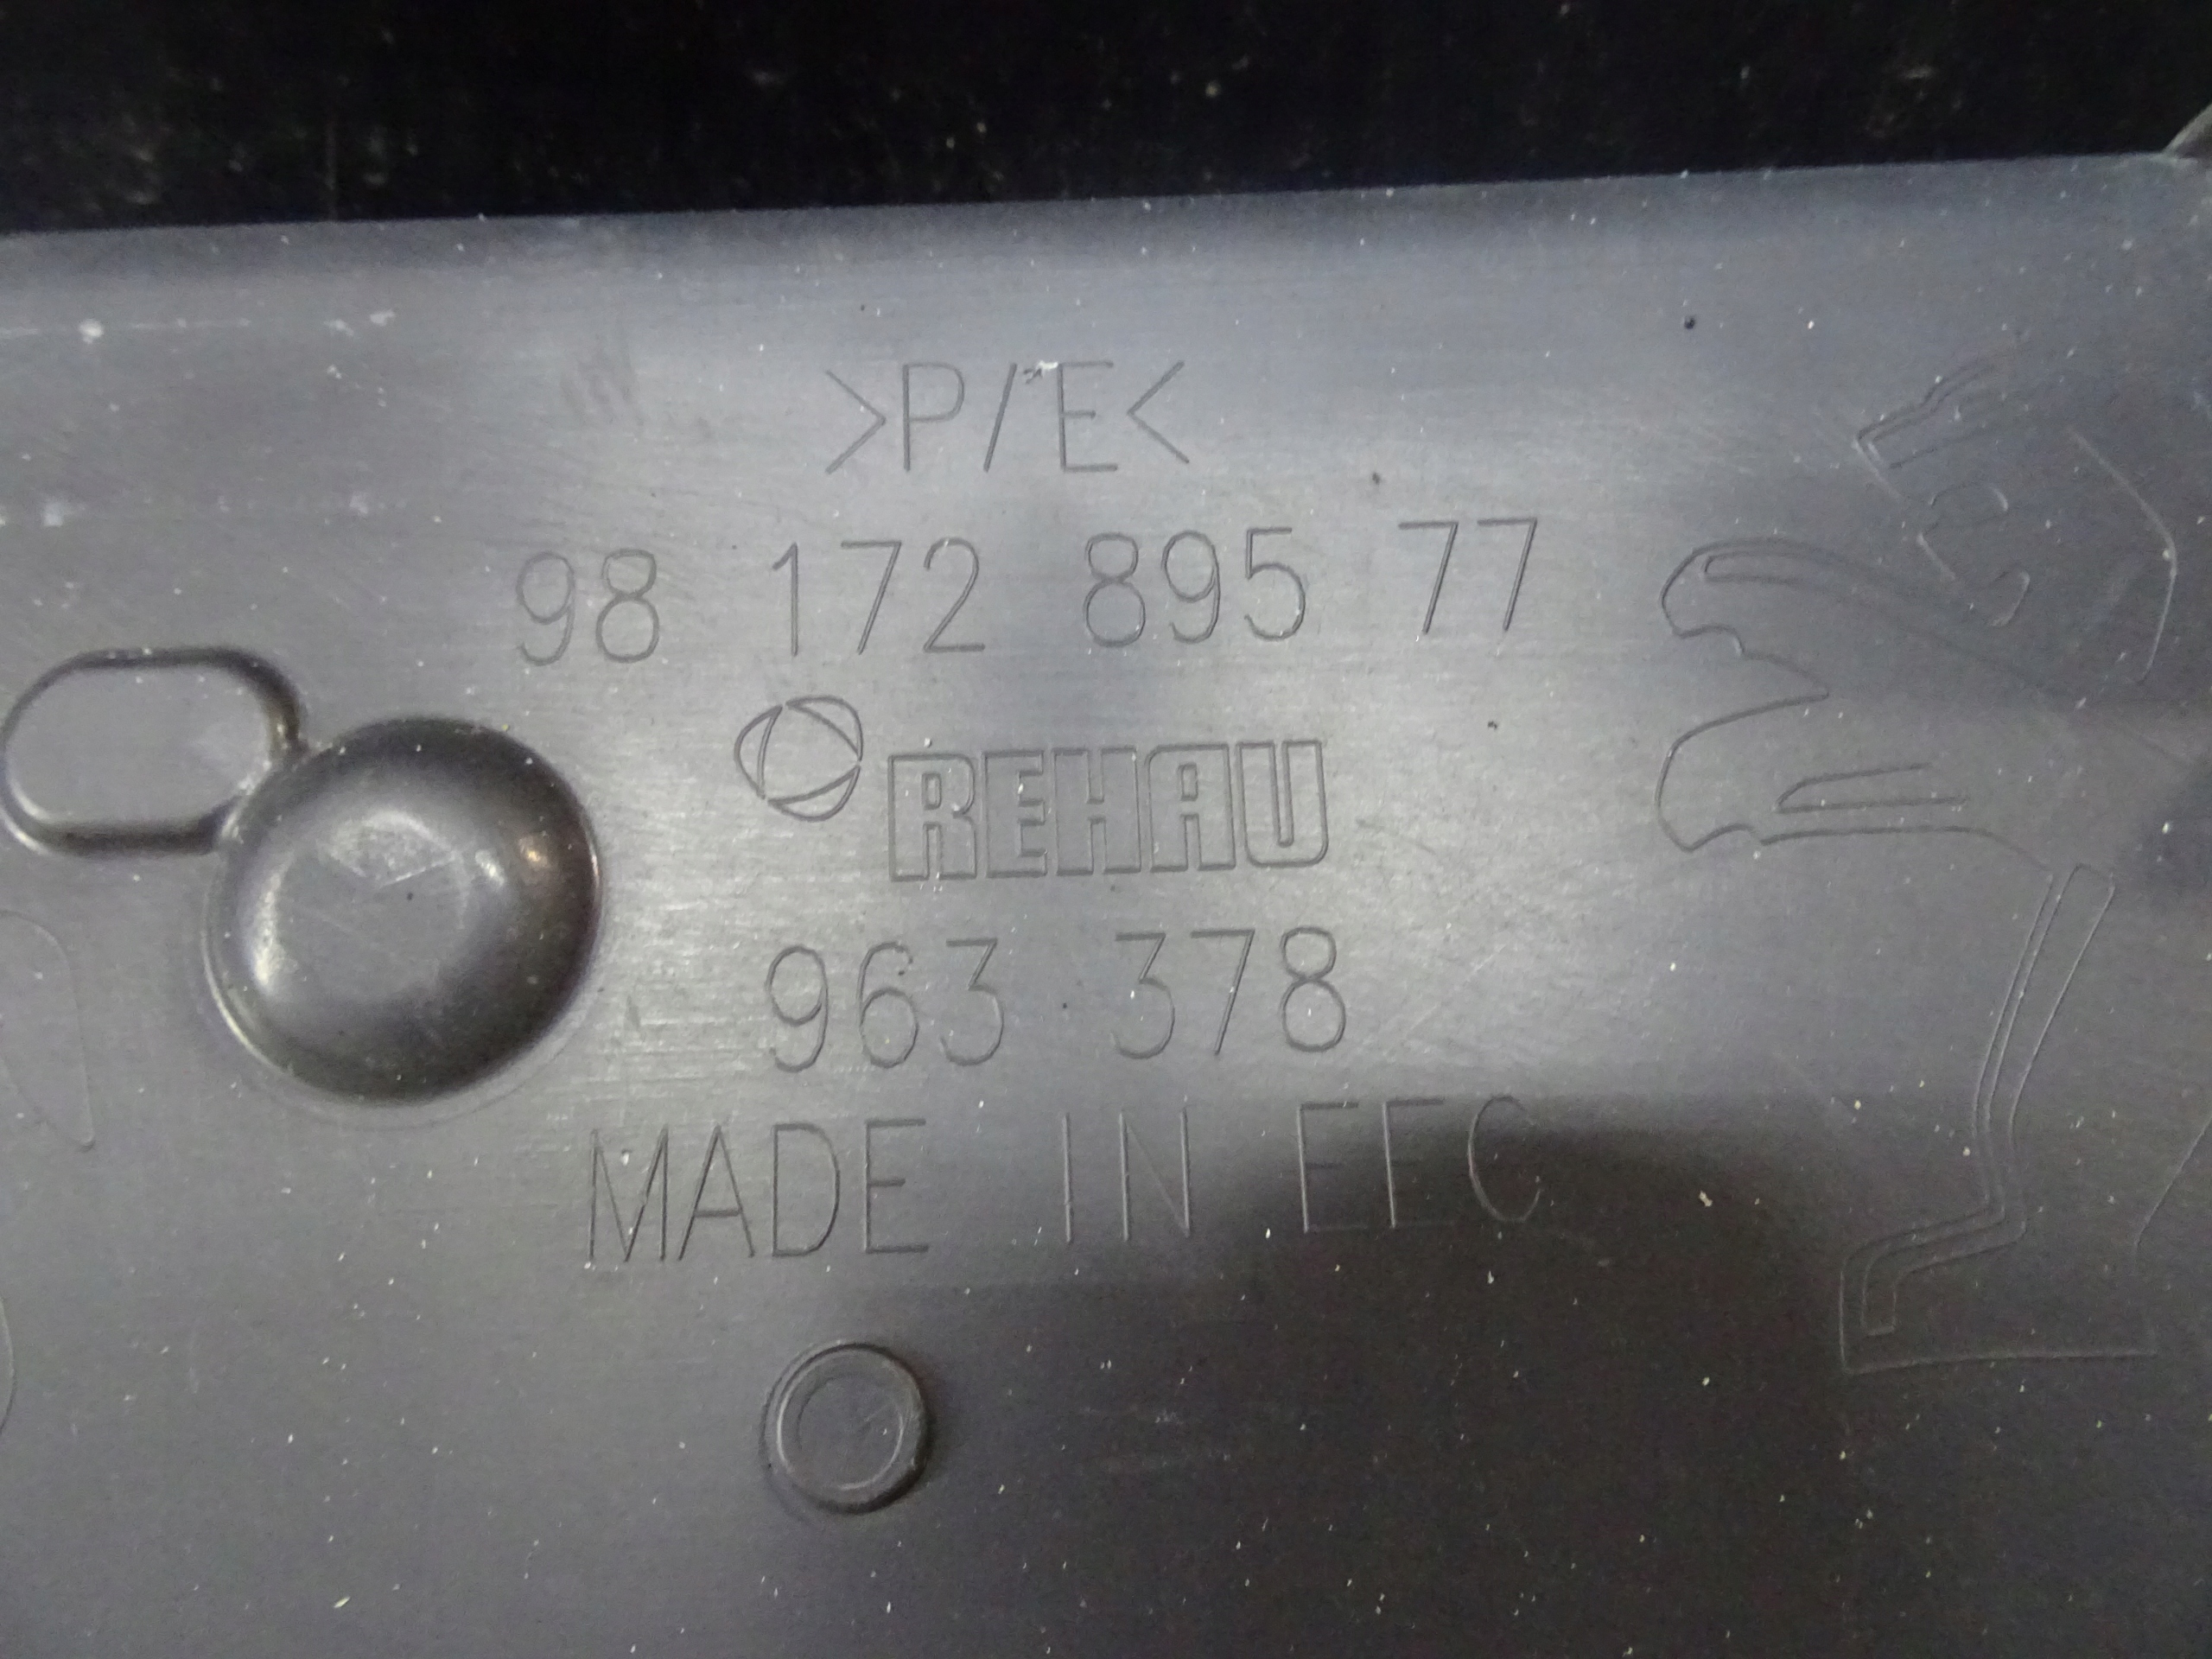 >P/E<
98 172 895 77
REHAU
963 378
MADE IN EEC